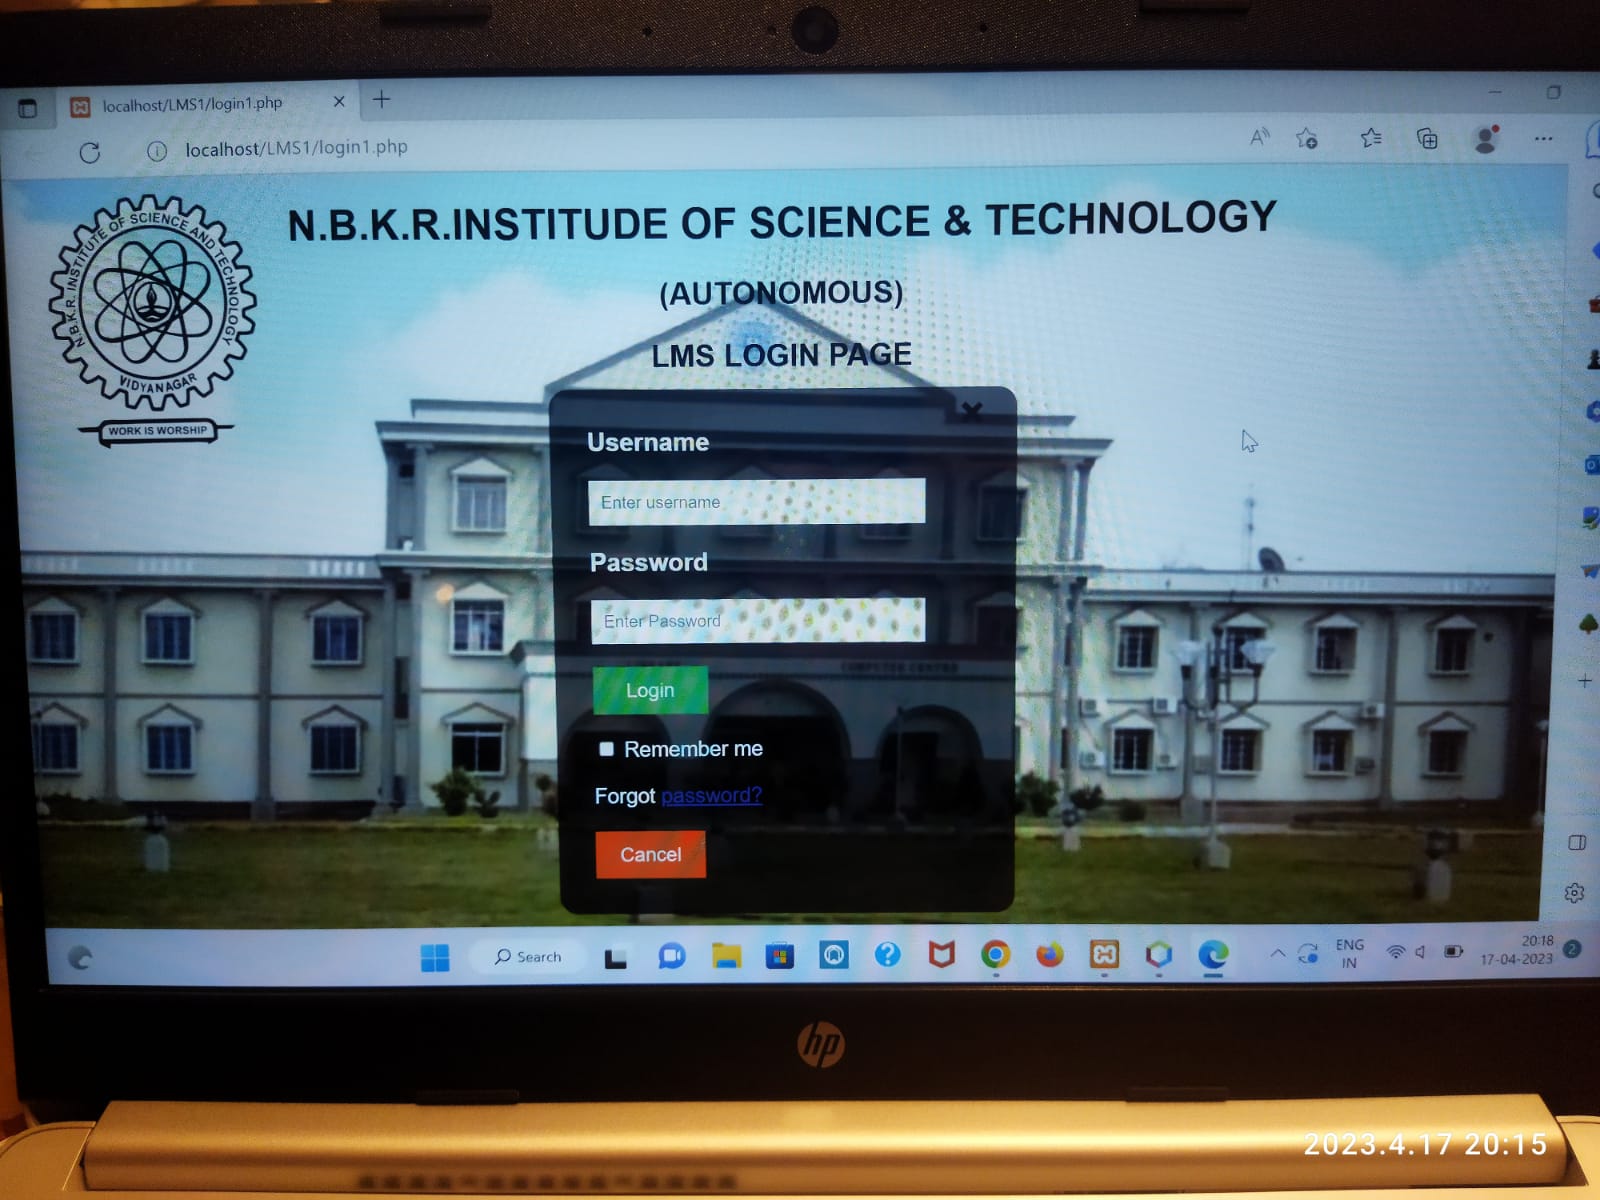 localhost/LMS1/login1.php
localhost/LMS1/login1.php
N.B.K.R. INSTITUTE OF SCIENCE AND TECHNOLOGY
VIDYANAGAR
WORK IS WORSHIP
N.B.K.R.INSTITUDE OF SCIENCE & TECHNOLOGY
(AUTONOMOUS)
LMS LOGIN PAGE
Username
Enter username
Password
Enter Password
COMPUTER CENTRE
Login
Remember me
Forgot password?
Cancel
Search
ENG
IN
20:18
17-04-2023
2
hp
2023.4.17 20:15